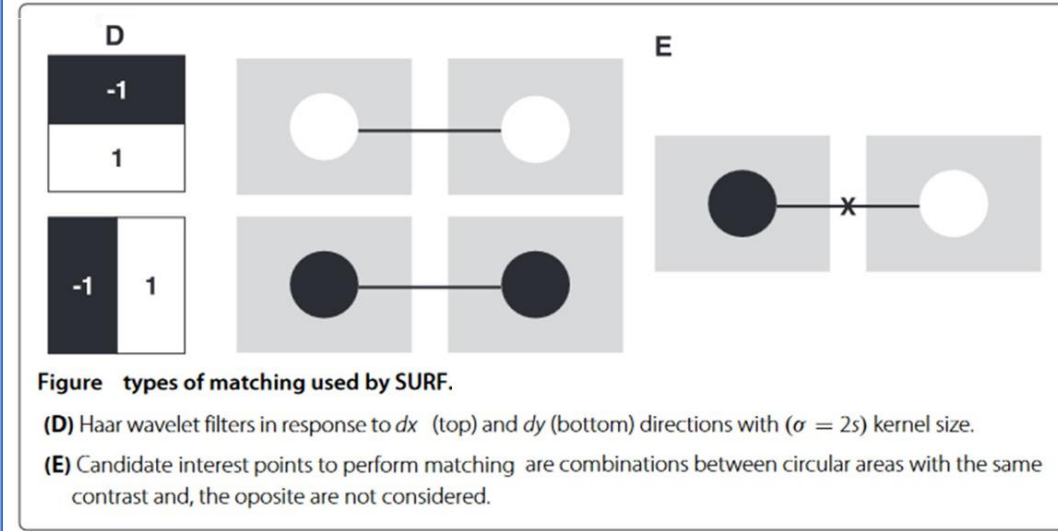 D
E
-1
1
X
-1 1
Figure types of matching used by SURF.
(D) Haar wavelet filters in response to dx (top) and dy (bottom) directions with (σ = 2s) kernel size.
(E) Candidate interest points to perform matching are combinations between circular areas with the same
contrast and, the oposite are not considered.